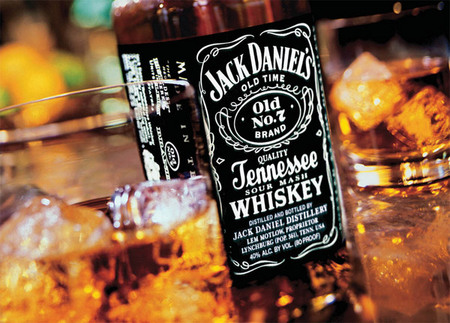 JACK DANIEL'S
OLD TIME
Old
No. 7
BRAND
QUALITY
Tennessee
SOUR MASH
WHISKEY
DISTILLED AND BOTTLED BY
JACK DANIEL DISTILLERY
LEM MOTLOW, PROPRIETOR
LYNCHBURG (POP. 361), TENN. USA
40% ALC. BY VOL. (80 PROOF)